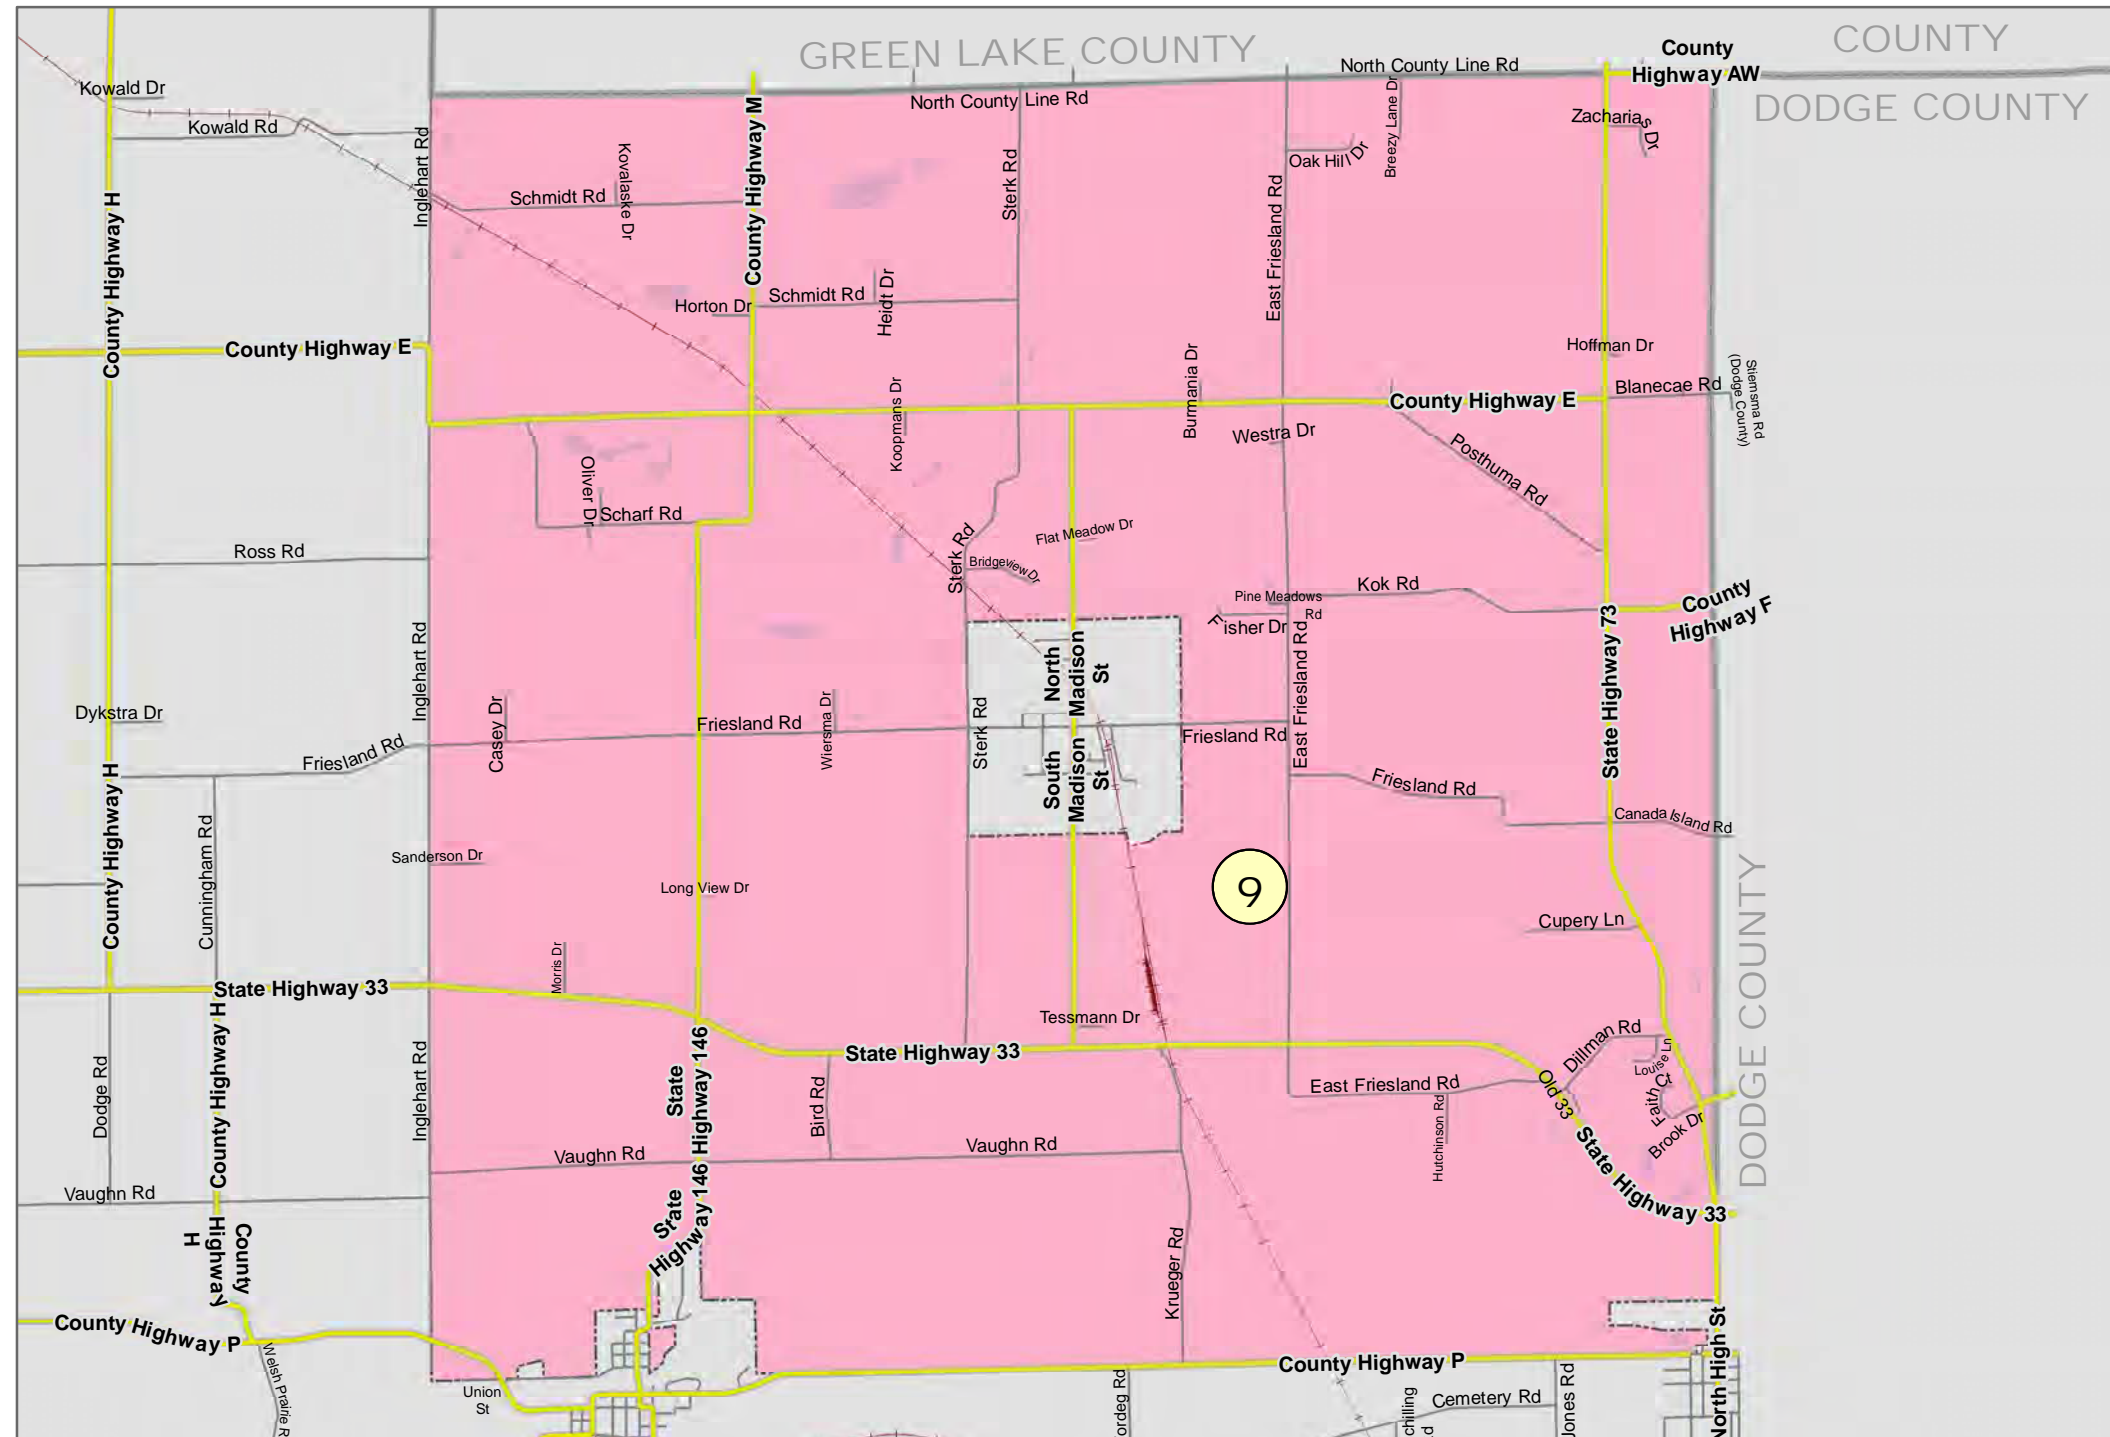 GREEN LAKE COUNTY
COUNTY
DODGE COUNTY
County
Highway AW
North County Line Rd
North County Line Rd
Kowald Dr
Kowald Rd
Inglehart Rd
County Highway M
County Highway H
Schmidt Rd
Kovalaske Dr
Sterk Rd
East Friesland Rd
Oak Hill Dr
Breezy Lane Dr
Zacharias Dr
Horton Dr
Schmidt Rd
Heidt Dr
County Highway E
Hoffman Dr
Blanecae Rd
Stiemsma Rd
(Dodge County)
County Highway E
Koopmans Dr
Burmania Dr
Westra Dr
Posthuma Rd
Oliver Dr
Scharf Rd
Ross Rd
Sterk Rd
Flat Meadow Dr
Bridgeview Dr
Pine Meadows
Rd
Kok Rd
Fisher Dr
County
Highway F
State Highway 73
Inglehart Rd
North
Madison
St
East Friesland Rd
Dykstra Dr
Casey Dr
Friesland Rd
Wiersma Dr
Sterk Rd
Friesland Rd
Friesland Rd
South
Madison
St
Friesland Rd
Canada Island Rd
County Highway H
Cunningham Rd
Sanderson Dr
Long View Dr
9
Cupery Ln
DODGE COUNTY
Morris Dr
State Highway 33
Tessmann Dr
State Highway 33
Dillman Rd
Louise Ln
Faith Ct
Brook Dr
Old 33
East Friesland Rd
Hutchinson Rd
State Highway 33
Dodge Rd
County Highway H
Inglehart Rd
State
Highway 146
Bird Rd
Vaughn Rd
Vaughn Rd
Vaughn Rd
State
Highway 146
Krueger Rd
County
Highway
H
County Highway P
County Highway P
Welsh Prairie R
Union
St
ordeg Rd
chilling
d
Cemetery Rd
Jones Rd
North High St